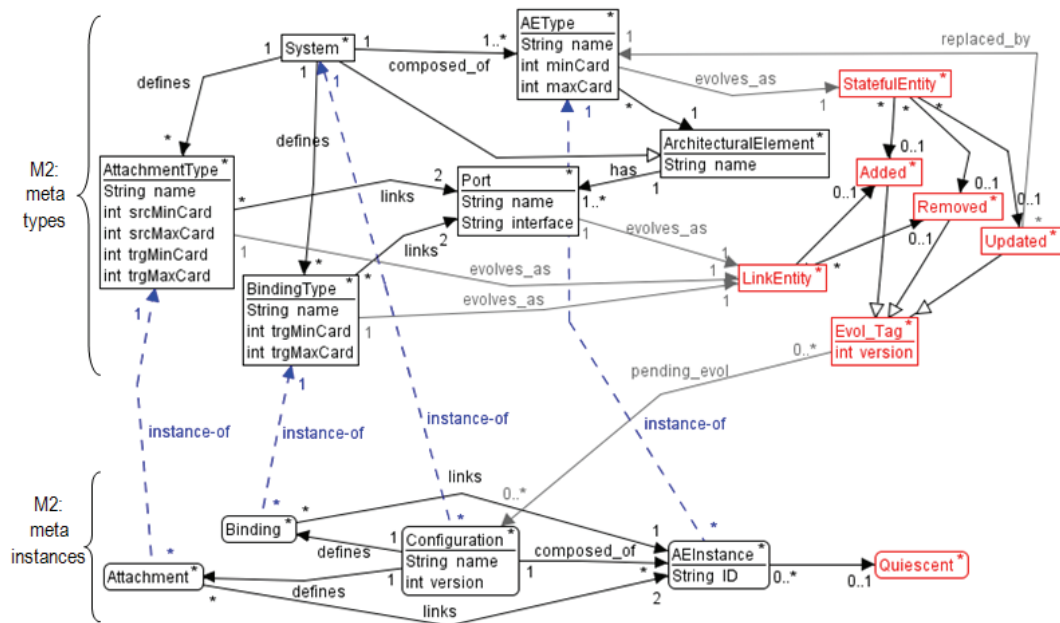 AEType *
String name
int minCard
int maxCard
System *
1
1..*
composed_of
1
1
1
1
defines
defines
replaced_by
1
evolves_as
1
StatefulEntity *
*
*
*
*
1
ArchitecturalElement *
String name
has
1
1..*
0..1
Added *
0..1
Removed *
0..1
0..1
0..1
Updated *
*
M2:
meta
types
*
AttachmentType *
String name
int srcMinCard
int srcMaxCard
int trgMinCard
int trgMaxCard
*
links
2
Port *
String name
String interface
1
evolves_as
1
links
2
1
evolves_as
1
LinkEntity *
*
*
BindingType *
String name
int trgMinCard
int trgMaxCard
*
1
evolves_as
1
Evol_Tag *
int version
0..*
pending_evol
0..*
1
1
1
1
instance-of
instance-of
instance-of
instance-of
M2:
meta
instances
*
Binding *
*
links
1
*
Configuration *
String name
int version
1
defines
1
defines
composed_of
1
*
*
AEInstance *
String ID
0..*
0..1
Quiescent *
*
Attachment *
*
links
2